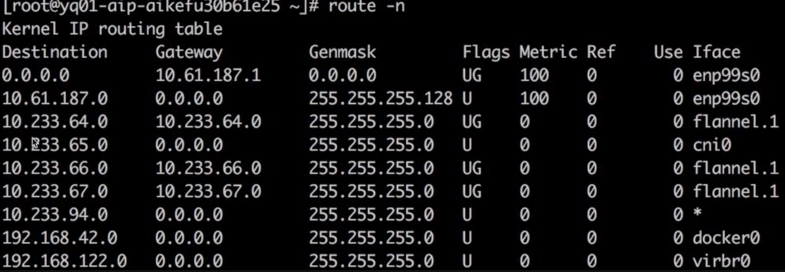 [root@yq01-aip-aikefu30b61e25 ~]# route -n
Kernel IP routing table
Destination Gateway Genmask Flags Metric Ref Use Iface
0.0.0.0 10.61.187.1 0.0.0.0 UG 100 0 0 enp99s0
10.61.187.0 0.0.0.0 255.255.255.128 U 100 0 0 enp99s0
10.233.64.0 10.233.64.0 255.255.255.0 UG 0 0 0 flannel.1
10.233.65.0 0.0.0.0 255.255.255.0 U 0 0 0 cni0
10.233.66.0 10.233.66.0 255.255.255.0 UG 0 0 0 flannel.1
10.233.67.0 10.233.67.0 255.255.255.0 UG 0 0 0 flannel.1
10.233.94.0 0.0.0.0 255.255.255.0 U 0 0 0 *
192.168.42.0 0.0.0.0 255.255.255.0 U 0 0 0 docker0
192.168.122.0 0.0.0.0 255.255.255.0 U 0 0 0 virbr0